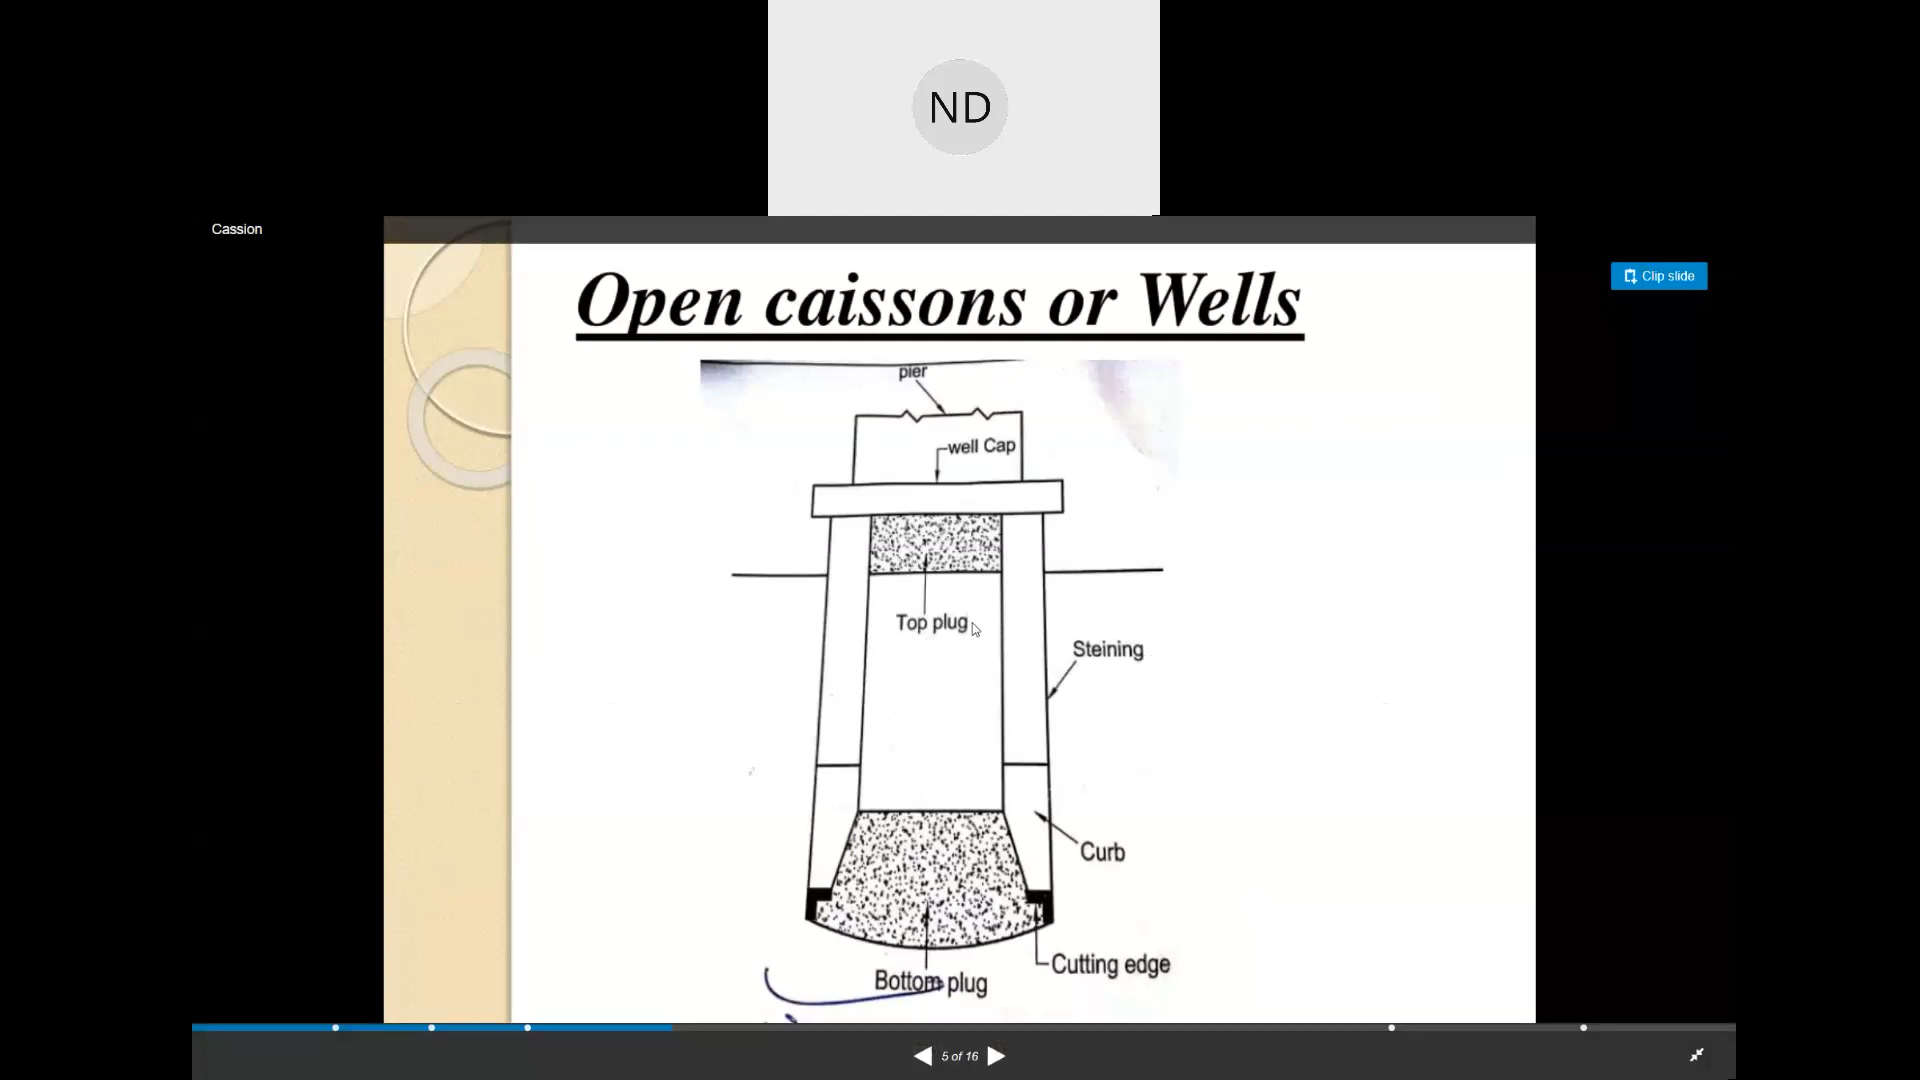 ND
Cassion
Clip slide
Open caissons or Wells
pier
well Cap
Top plug
Steining
Curb
Cutting edge
Bottom plug
5 of 16